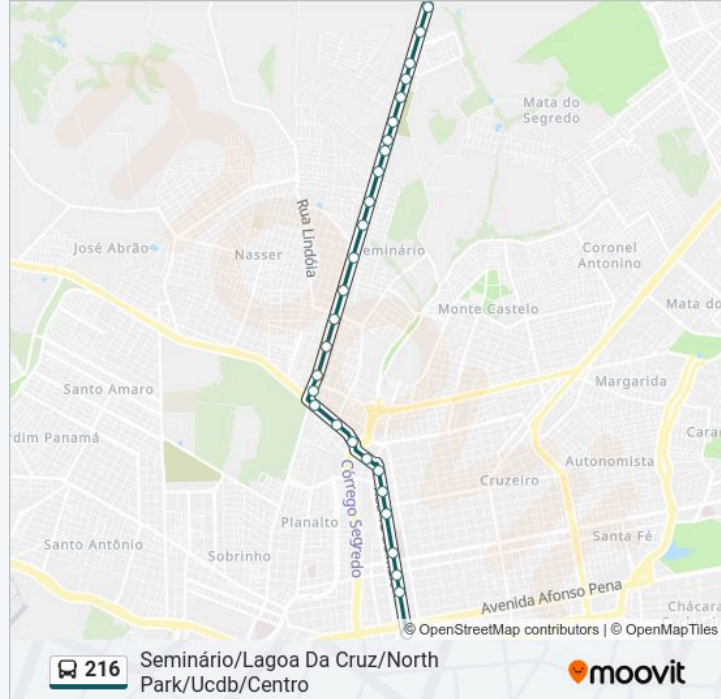 Mata do
Segredo
Rua Lindóia
José Abrão
Nasser
Seminário
Coronel
Antonino
Monte Castelo
Mata do
Santo Amaro
Margarida
rdim Panamá
Autonomista
Cruzeiro
Córrego Segredo
Planalto
Santo Antônio
Sobrinho
Santa Fé
Avenida Afonso Pena
Chácara
© OpenStreetMap contributors | © OpenMapTiles
216
Seminário/Lagoa Da Cruz/North
Park/Ucdb/Centro
moovit